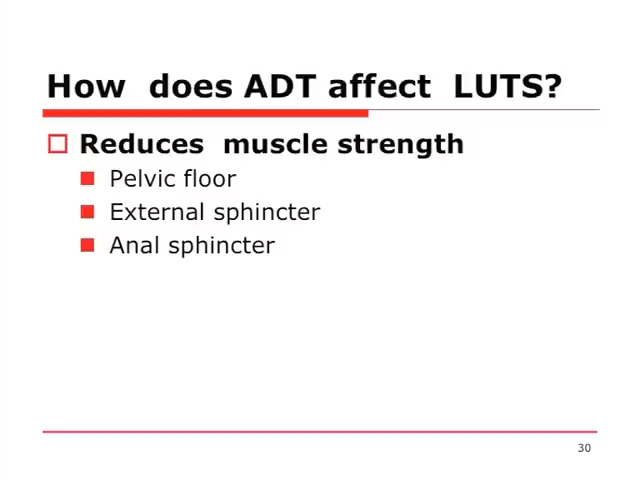 How does ADT affect LUTS?
Reduces muscle strength
Pelvic floor
External sphincter
Anal sphincter
30